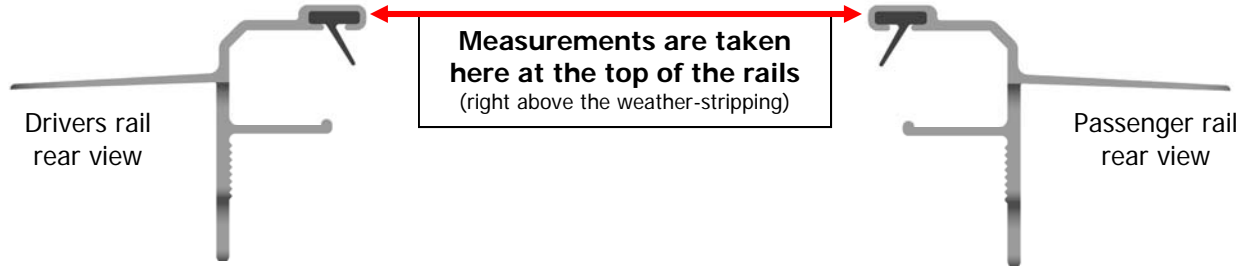 Measurements are taken
here at the top of the rails
(right above the weather-stripping)
Drivers rail
rear view
Passenger rail
rear view